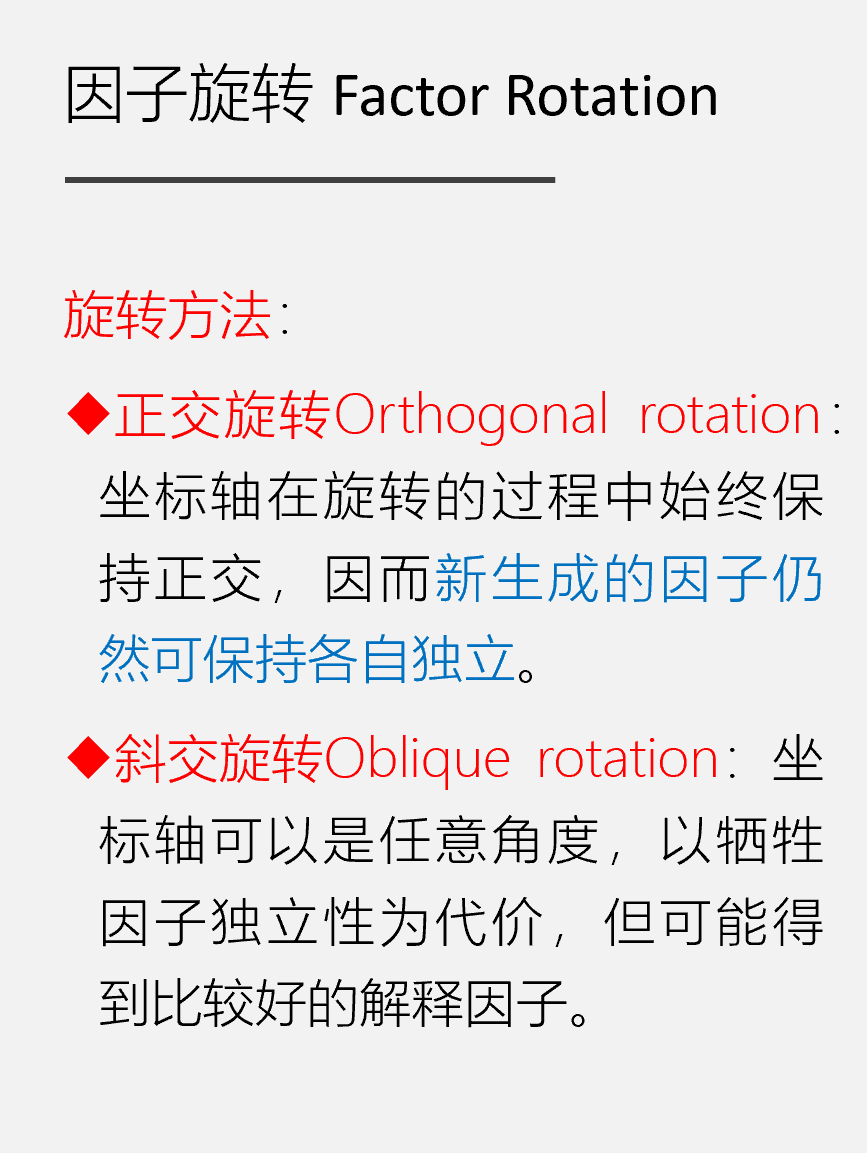 因子旋转 Factor Rotation
旋转方法：
◆正交旋转Orthogonal rotation：
坐标轴在旋转的过程中始终保
持正交，因而新生成的因子仍
然可保持各自独立。
◆斜交旋转Oblique rotation：坐
标轴可以是任意角度，以牺牲
因子独立性为代价，但可能得
到比较好的解释因子。